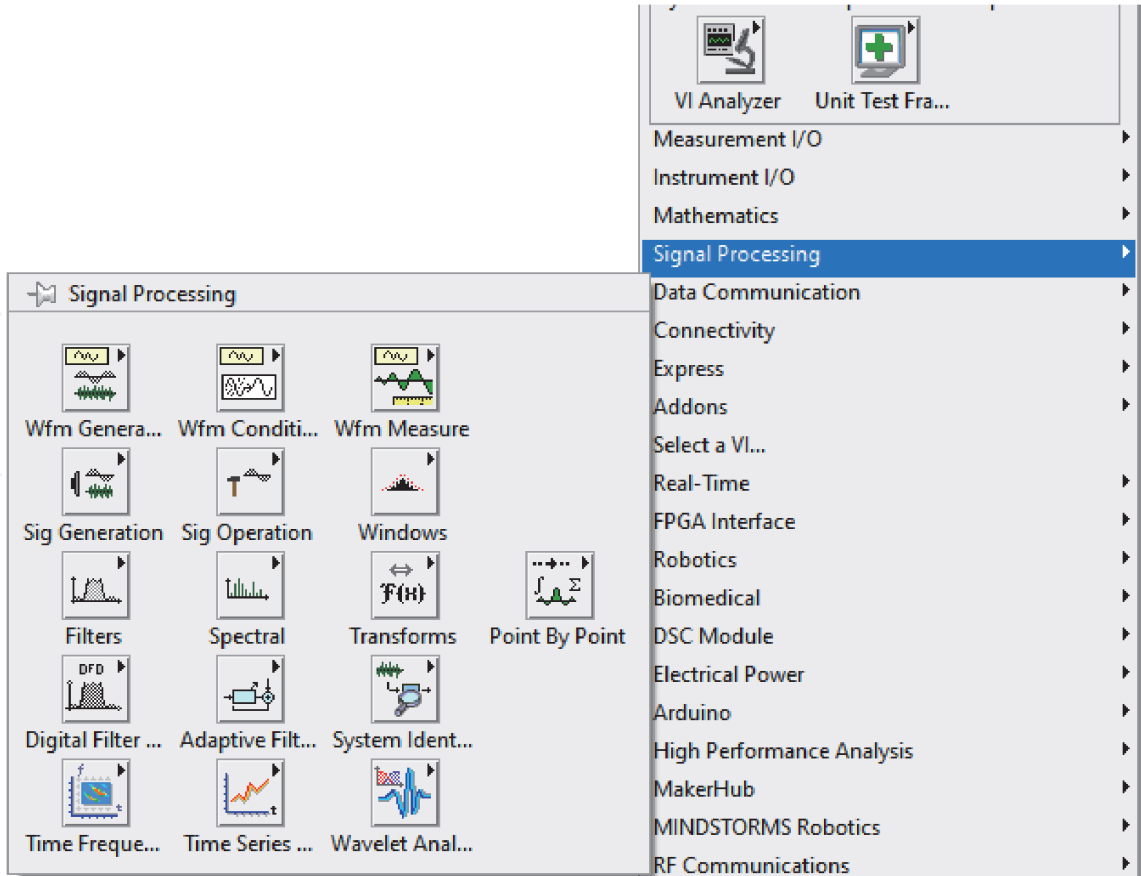 VI Analyzer Unit Test Fra...
Measurement I/O
Instrument I/O
Mathematics
Signal Processing
Data Communication
Connectivity
Express
Addons
Select a VI...
Real-Time
FPGA Interface
Robotics
Biomedical
DSC Module
Electrical Power
Arduino
High Performance Analysis
MakerHub
MINDSTORMS Robotics
RF Communications
Signal Processing
Wfm Genera... Wfm Conditi... Wfm Measure
Sig Generation Sig Operation Windows
F(x)
Σ
Filters Spectral Transforms Point By Point
DFD
Digital Filter ... Adaptive Filt... System Ident...
f
t
t
Time Freque... Time Series ... Wavelet Anal...